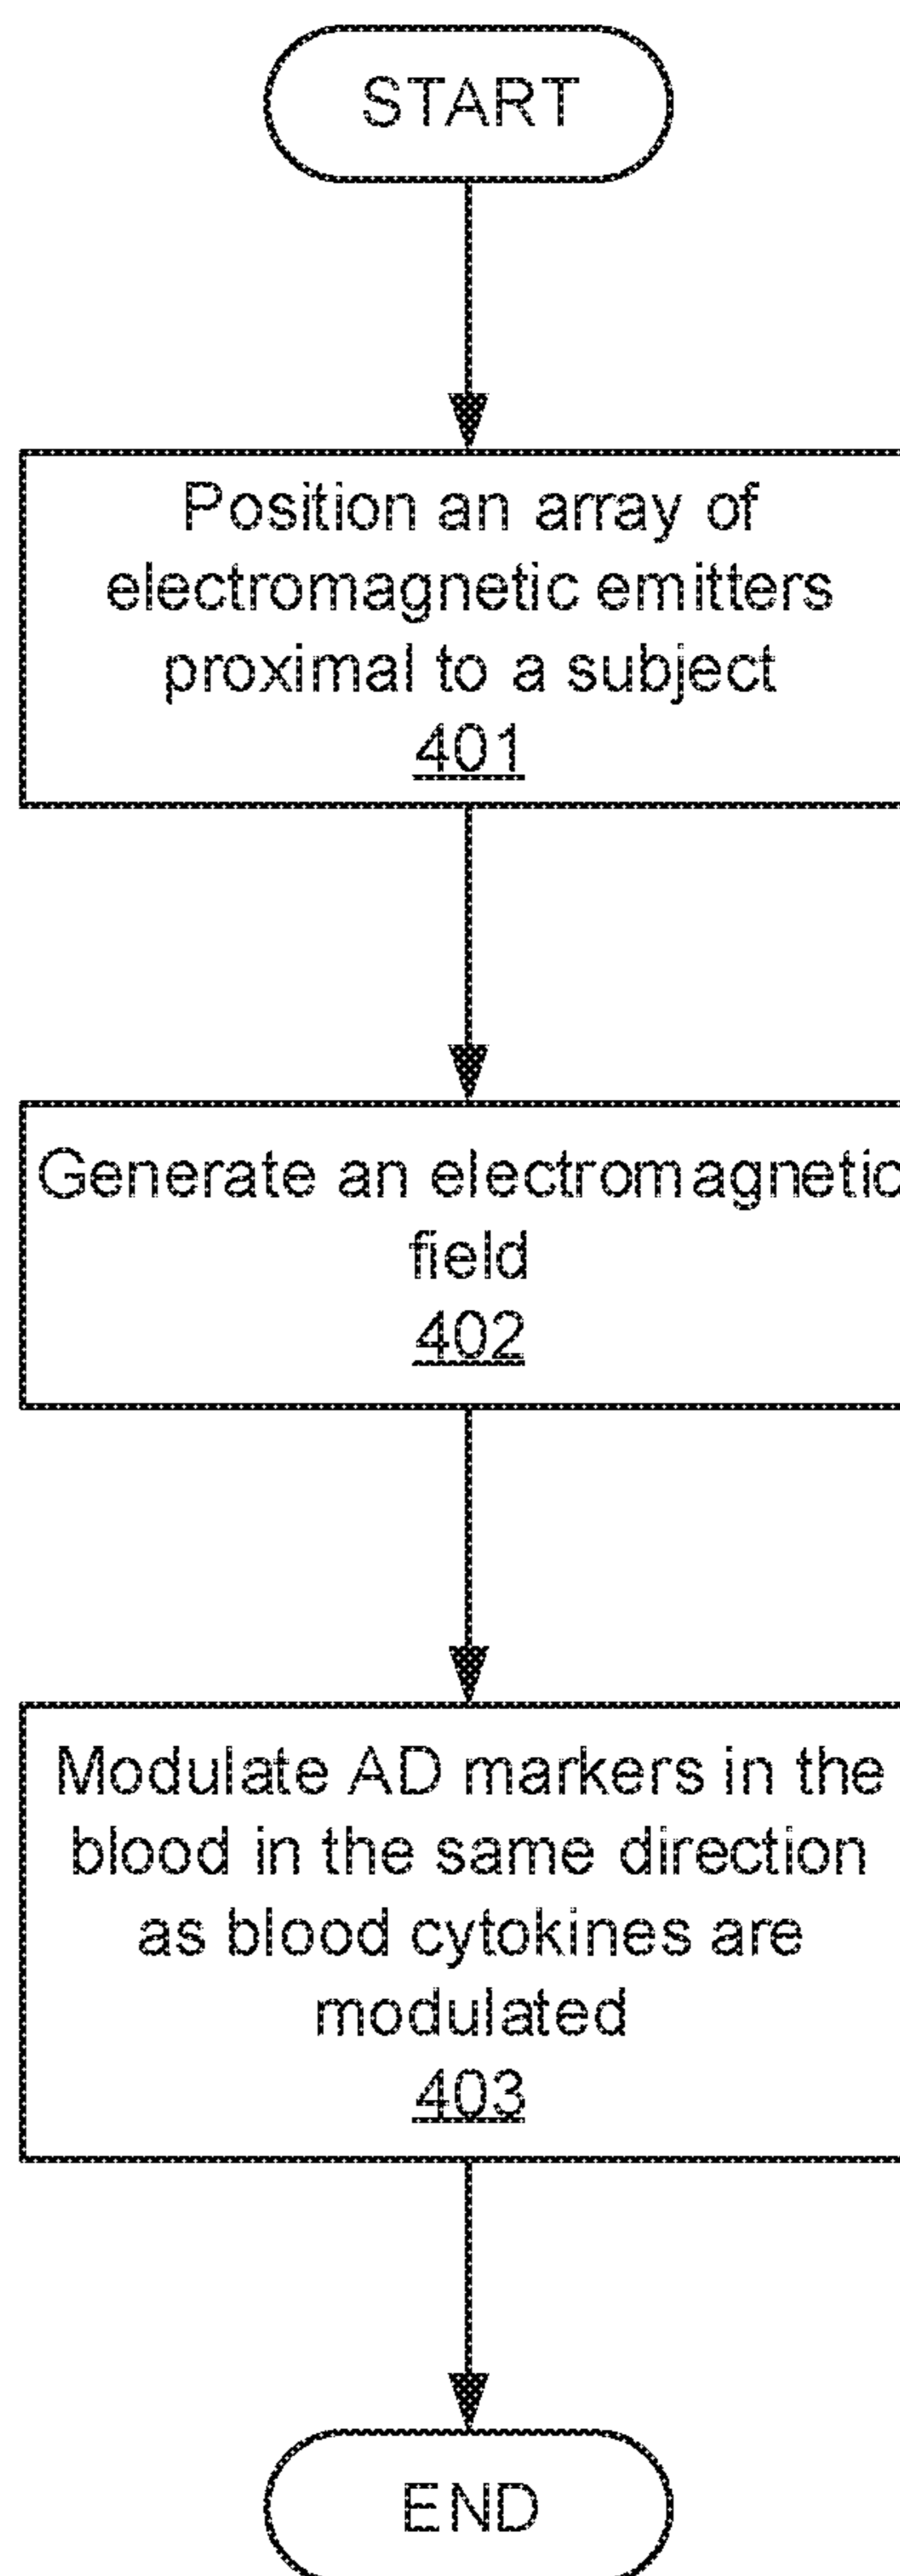 START
Position an array of
electromagnetic emitters
proximal to a subject
401
Generate an electromagnetic
field
402
Modulate AD markers in the
blood in the same direction
as blood cytokines are
modulated
403
END